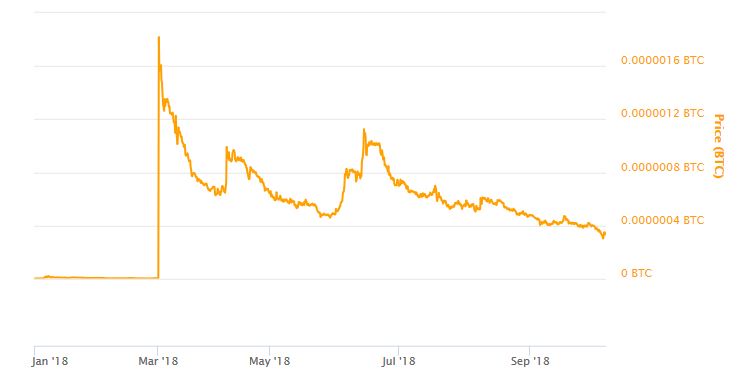 0.0000016 BTC
0.0000012 BTC
0.0000008 BTC
0.0000004 BTC
0 BTC
Price (BTC)
Jan '18
Mar '18
May '18
Jul '18
Sep '18